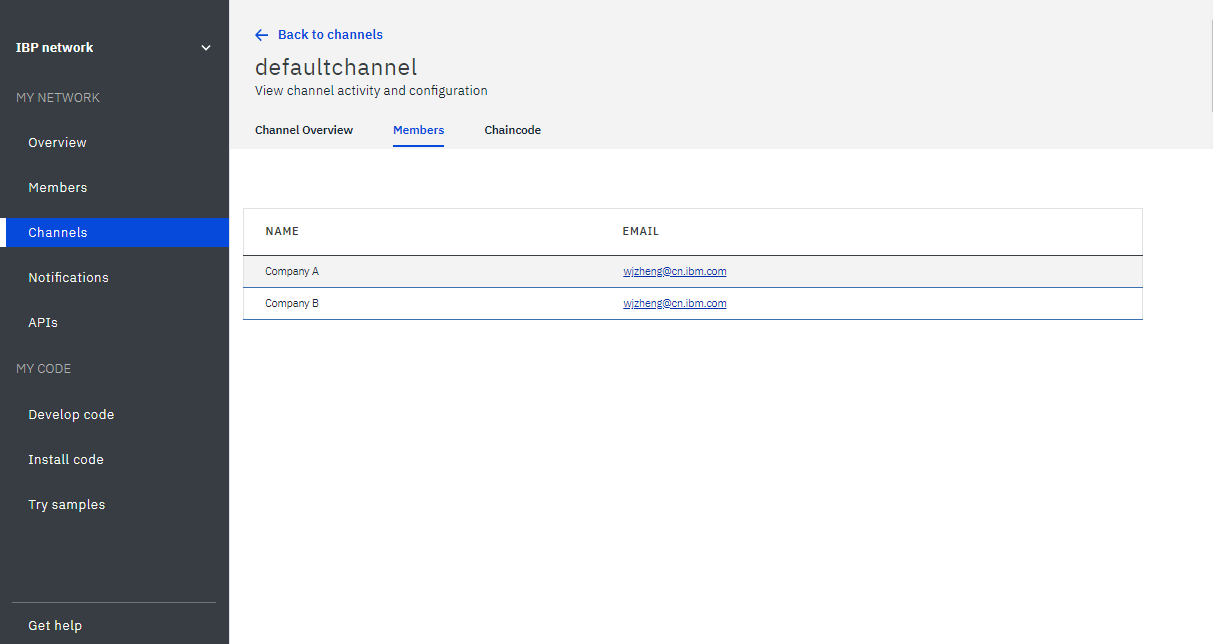 IBP network
MY NETWORK
Overview
Members
Channels
Notifications
APIs
MY CODE
Develop code
Install code
Try samples
Get help
Back to channels
defaultchannel
View channel activity and configuration
Channel Overview Members Chaincode
NAME EMAIL
Company A wjzheng@cn.ibm.com
Company B wjzheng@cn.ibm.com